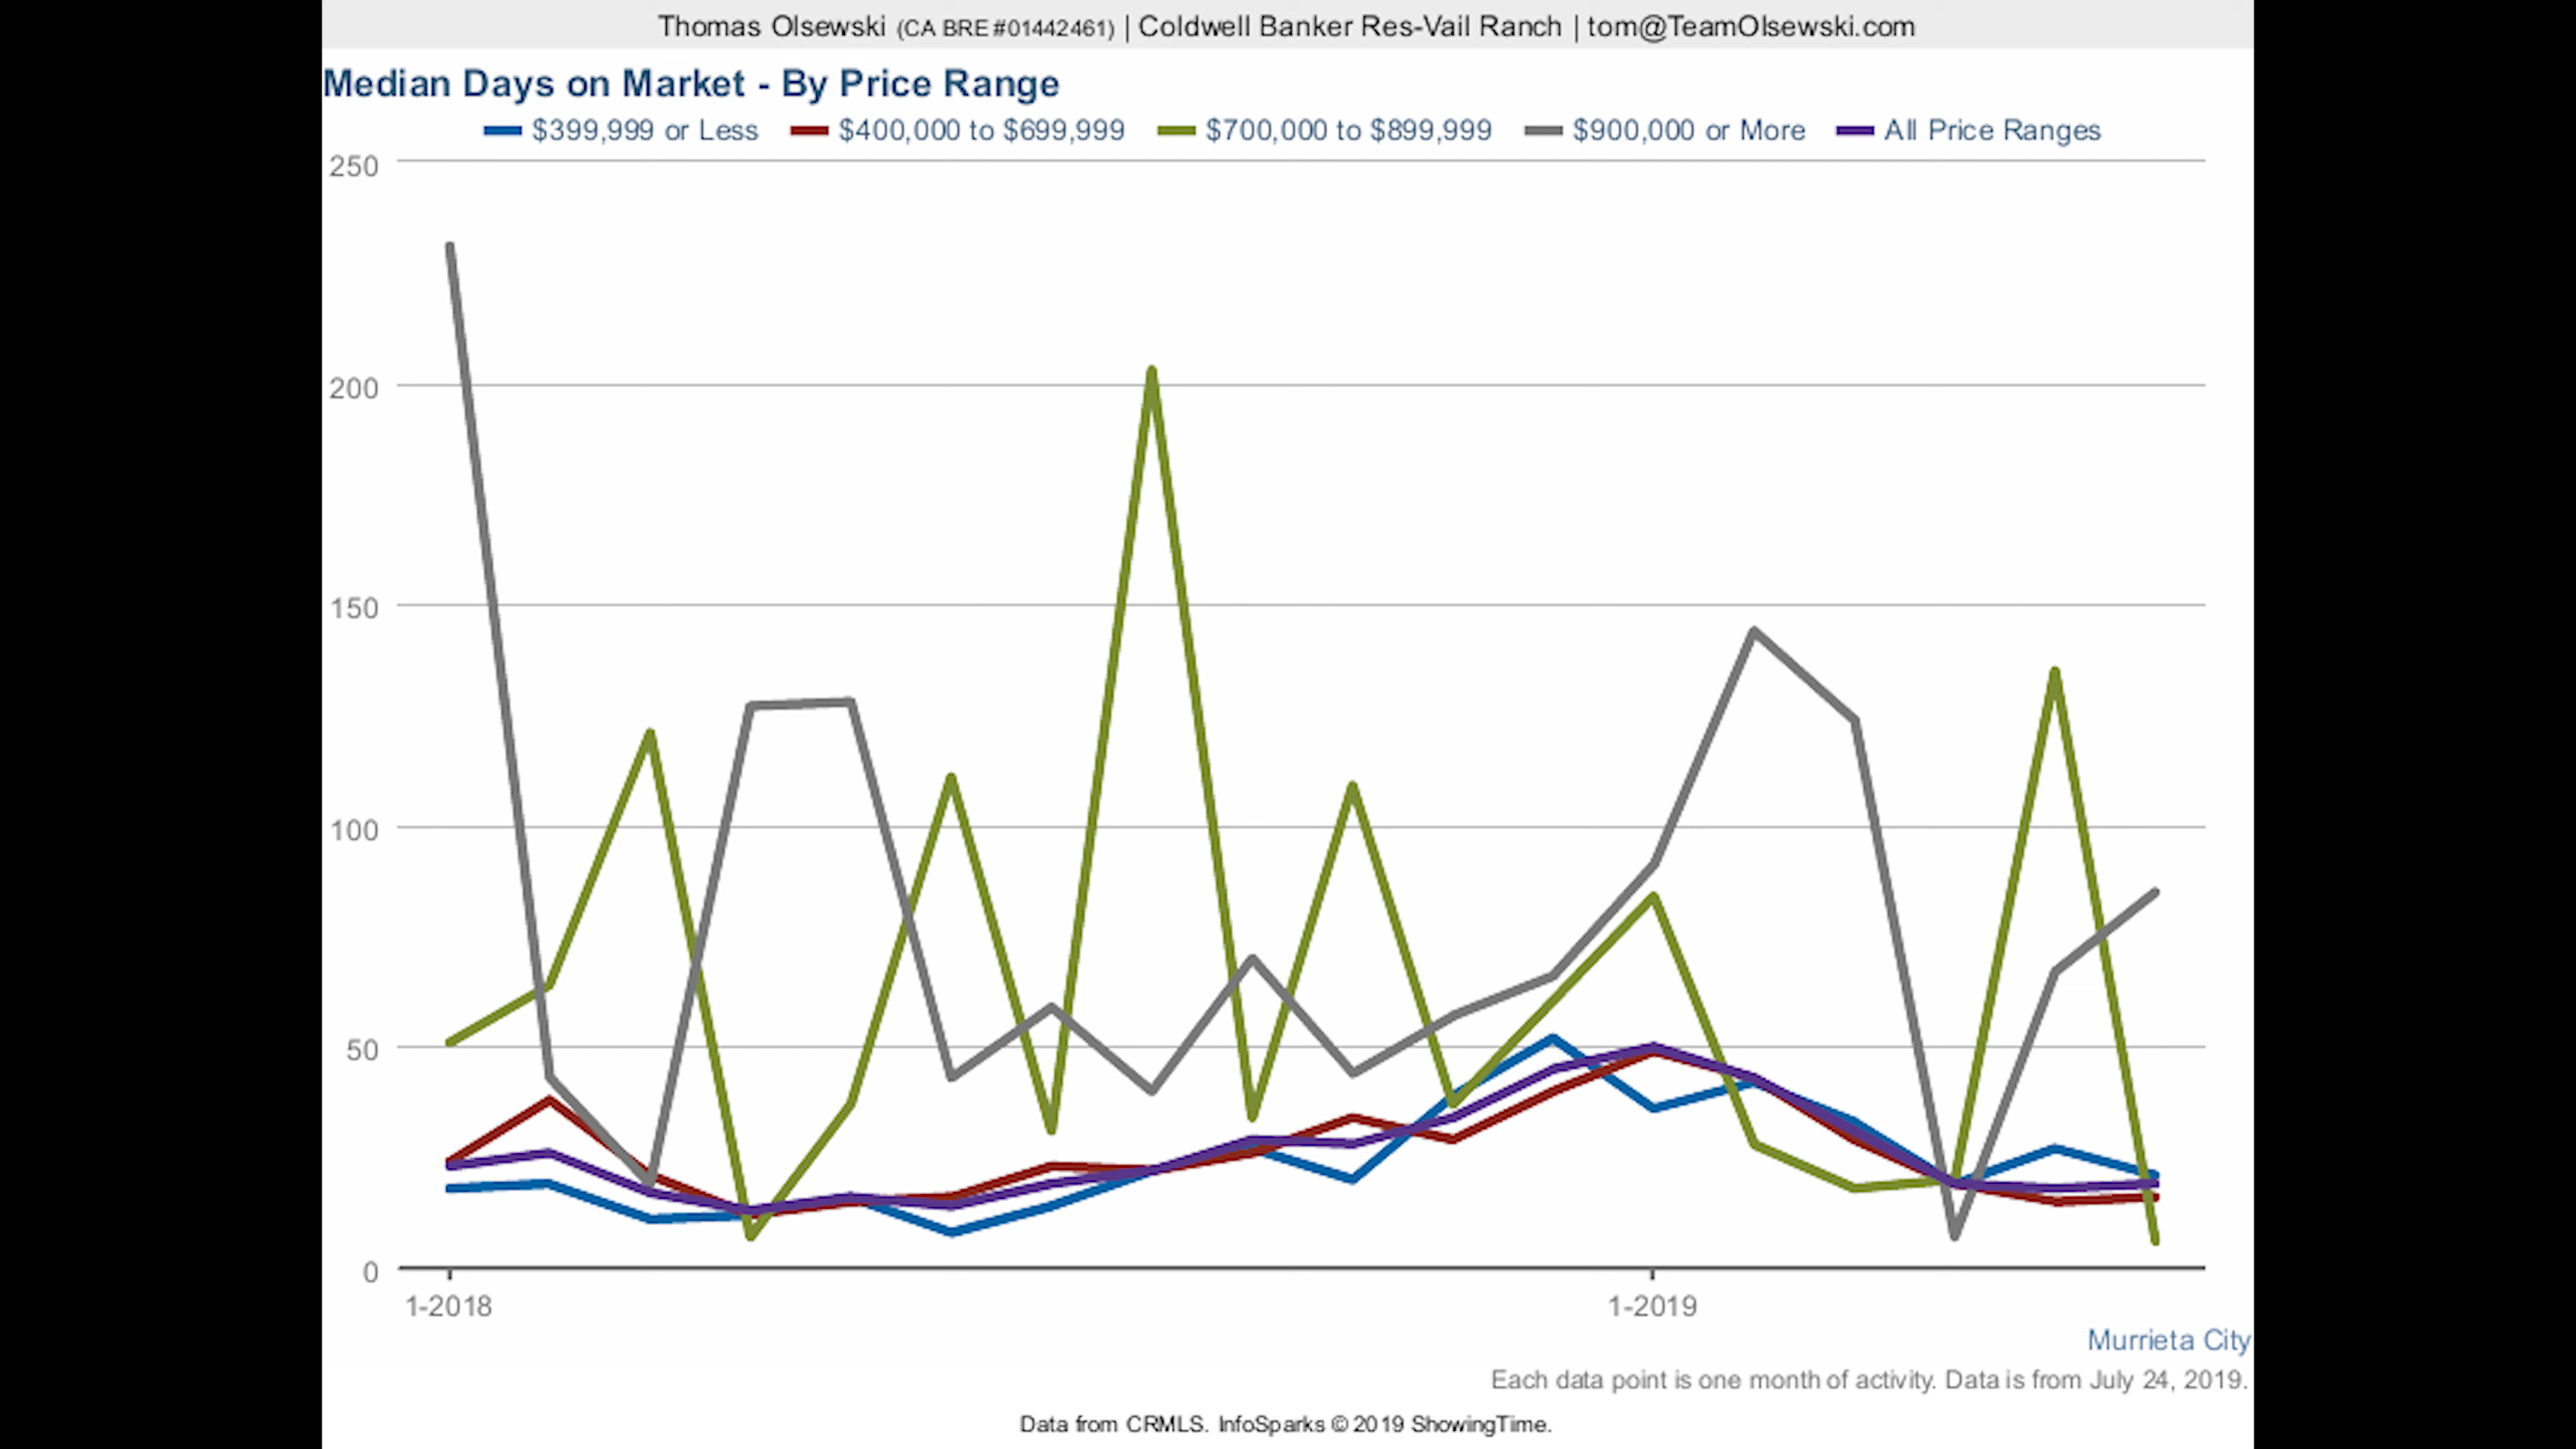 Thomas Olsewski (CA BRE #01442461) | Coldwell Banker Res-Vail Ranch | tom@TeamOlsewski.com
Median Days on Market - By Price Range
$399,999 or Less $400,000 to $699,999 $700,000 to $899,999 $900,000 or More All Price Ranges
250
200
150
100
50
0
1-2018 1-2019
Murrieta City
Each data point is one month of activity. Data is from July 24, 2019.
Data from CRMLS. InfoSparks © 2019 ShowingTime.